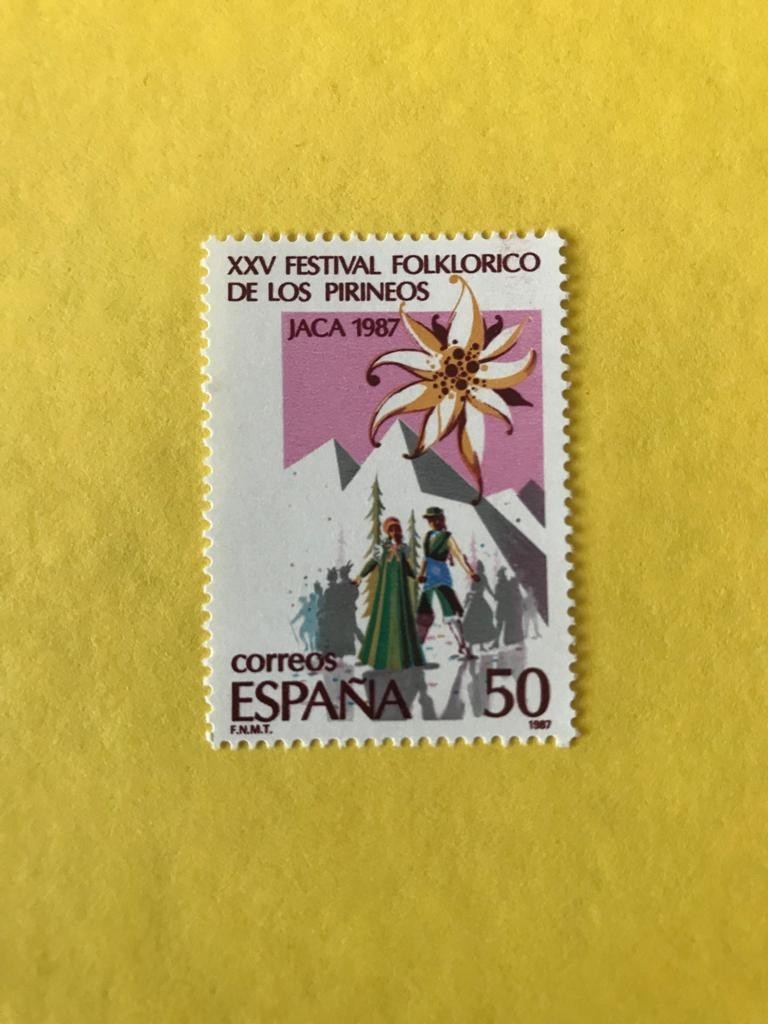 XXV FESTIVAL FOLKLORICO
DE LOS PIRINEOS
JACA 1987
correos
ESPAÑA 50
F.N.M.T. 1987